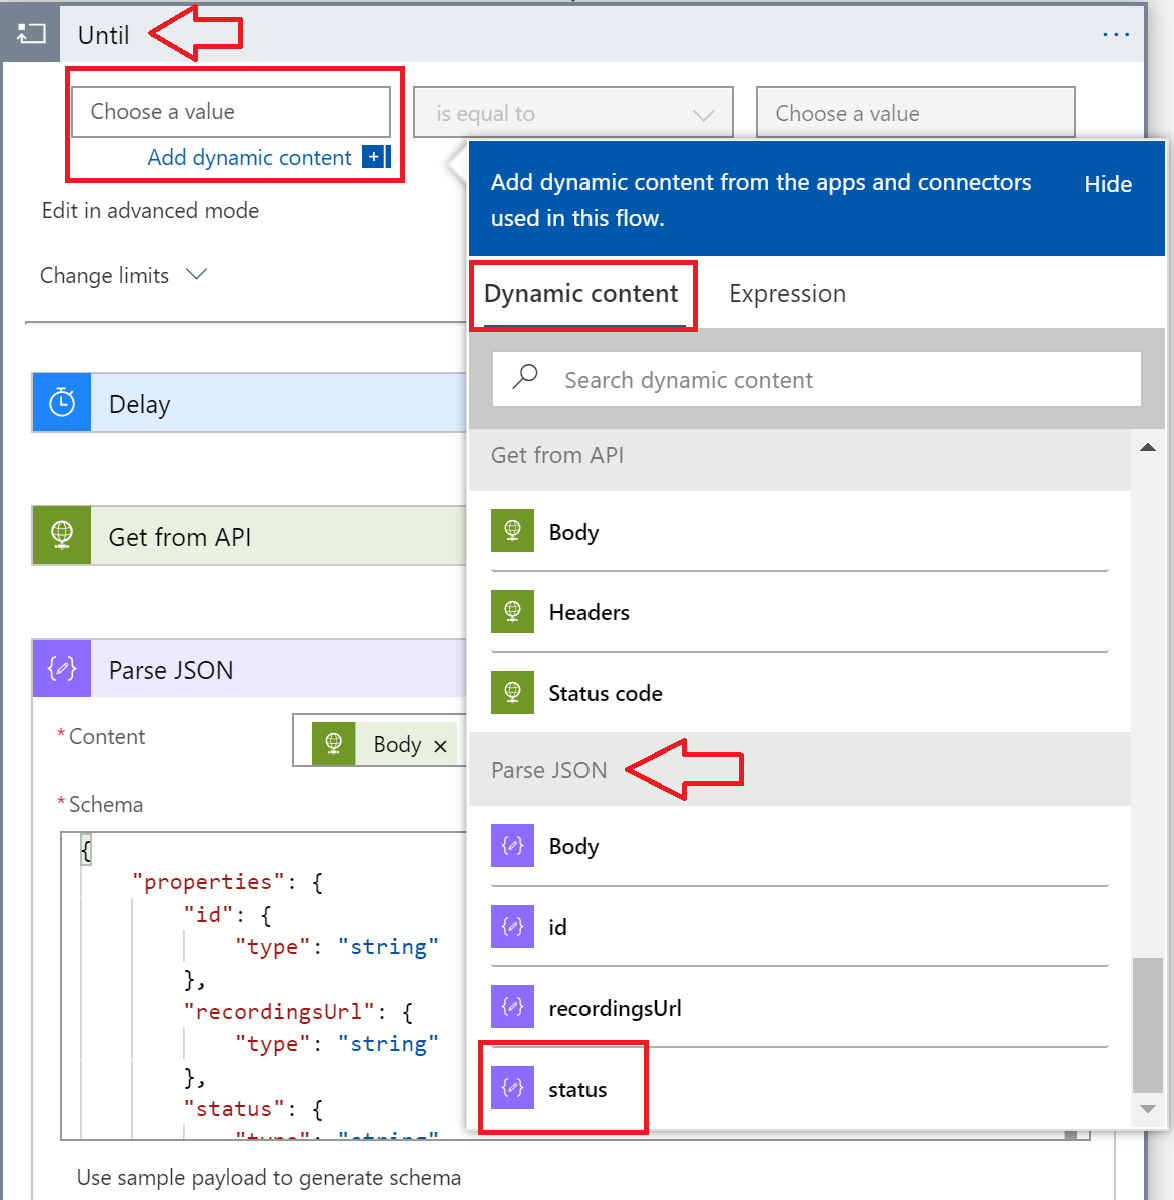 Until
...
Choose a value
is equal to
Choose a value
Add dynamic content
Edit in advanced mode
Change limits
Add dynamic content from the apps and connectors
used in this flow.
Hide
Dynamic content
Expression
Search dynamic content
Get from API
Body
Headers
Status code
Parse JSON
Body
id
recordingsUrl
status
Delay
Get from API
Parse JSON
* Content
Body ×
* Schema
{
"properties": {
"id": {
"type": "string"
},
"recordingsUrl": {
"type": "string"
},
"status": {
"type": "string"
Use sample payload to generate schema